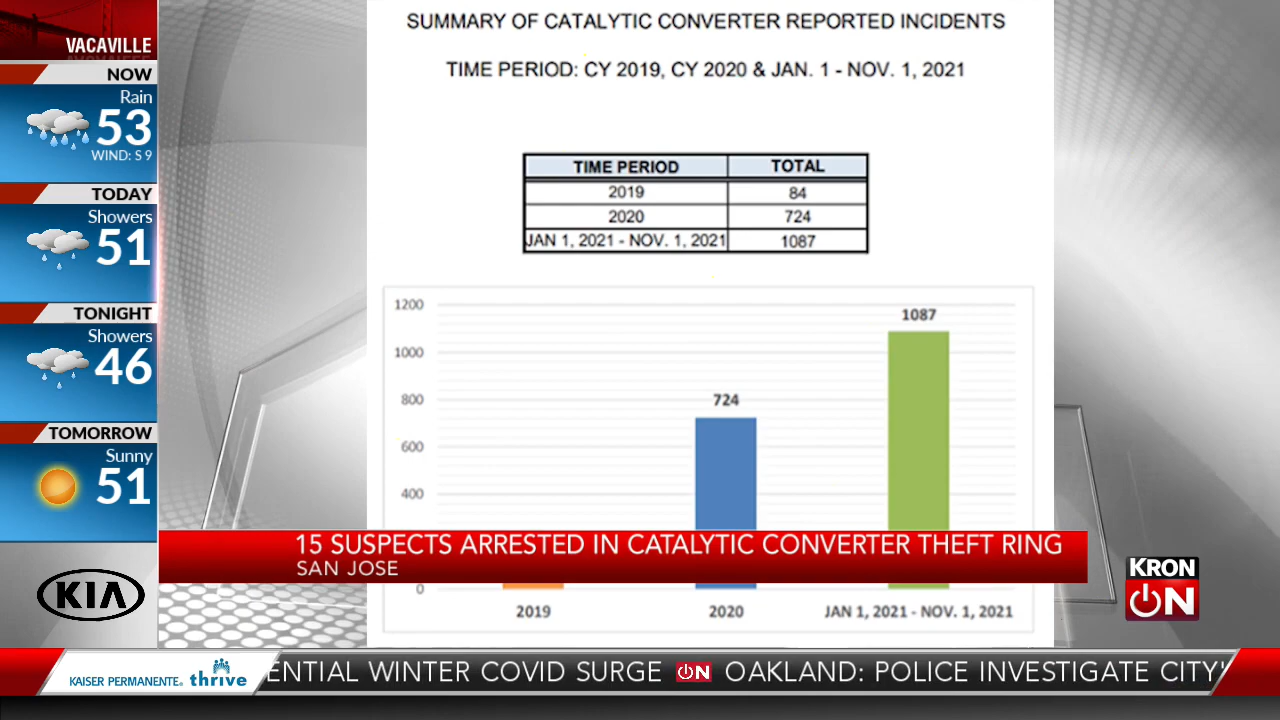 VACAVILLE
NOW
Rain
53
WIND: S 9
TODAY
Showers
51
TONIGHT
Showers
46
TOMORROW
Sunny
51
KIA
SUMMARY OF CATALYTIC CONVERTER REPORTED INCIDENTS
TIME PERIOD: CY 2019, CY 2020 & JAN. 1 - NOV. 1, 2021
TIME PERIOD TOTAL
2019 84
2020 724
JAN 1, 2021 - NOV. 1, 2021 1087
1200
1087
1000
800
724
600
400
0
2019 2020 JAN 1, 2021 - NOV. 1, 2021
15 SUSPECTS ARRESTED IN CATALYTIC CONVERTER THEFT RING
SAN JOSE
KRON
ON
KAISER PERMANENTE® thrive
ENTIAL WINTER COVID SURGE ON OAKLAND: POLICE INVESTIGATE CITY'